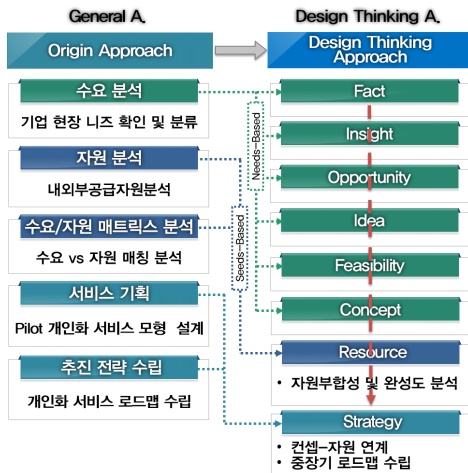 General A.
Origin Approach
수요 분석
기업 현장 니즈 확인 및 분류
자원 분석
내외부공급자원분석
수요/자원 매트릭스 분석
수요 vs 자원 매칭 분석
서비스 기획
Pilot 개인화 서비스 모형 설계
추진 전략 수립
개인화 서비스 로드맵 수립
Needs-Based
Seeds-Based
Design Thinking A.
Design Thinking
Approach
Fact
Insight
Opportunity
Idea
Feasibility
Concept
Resource
• 자원부합성 및 완성도 분석
Strategy
• 컨셉-자원 연계
• 중장기 로드맵 수립